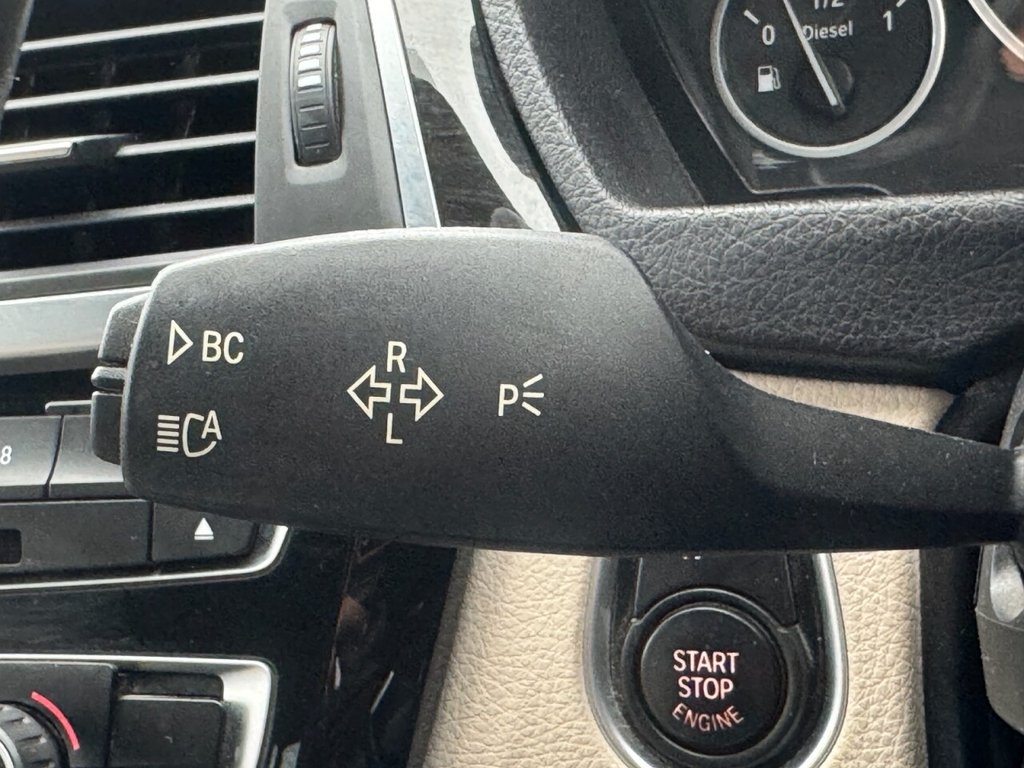 1/2
0 Diesel 1
BC
A
R
L
P
8
START
STOP
ENGINE